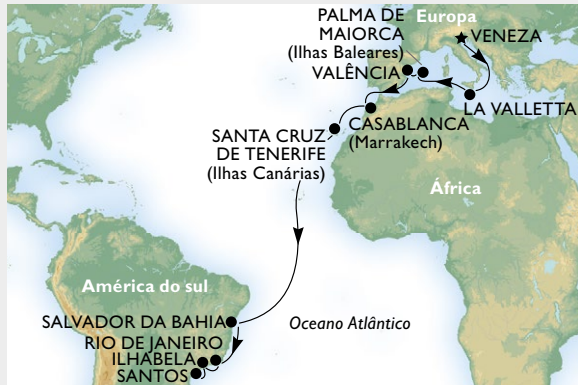 PALMA DE
MAIORCA
(Ilhas Baleares)
Europa
VENEZA
VALÊNCIA
LA VALLETTA
CASABLANCA
(Marrakech)
SANTA CRUZ
DE TENERIFE
(Ilhas Canárias)
África
América do sul
SALVADOR DA BAHIA
Oceano Atlântico
RIO DE JANEIRO
ILHABELA
SANTOS